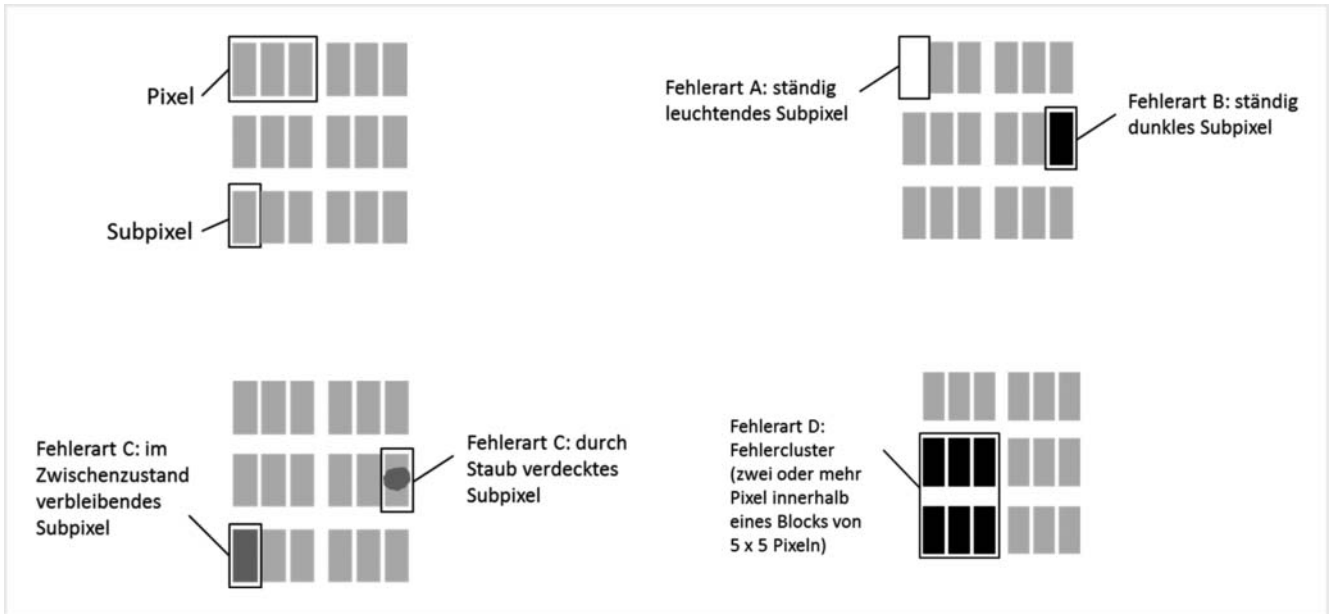 Pixel
Subpixel
Fehlerart A: ständig
leuchtendes Subpixel
Fehlerart B: ständig
dunkles Subpixel
Fehlerart C: im
Zwischenzustand
verbleibendes
Subpixel
Fehlerart C: durch
Staub verdecktes
Subpixel
Fehlerart D:
Fehlercluster
(zwei oder mehr
Pixel innerhalb
eines Blocks von
5 x 5 Pixeln)